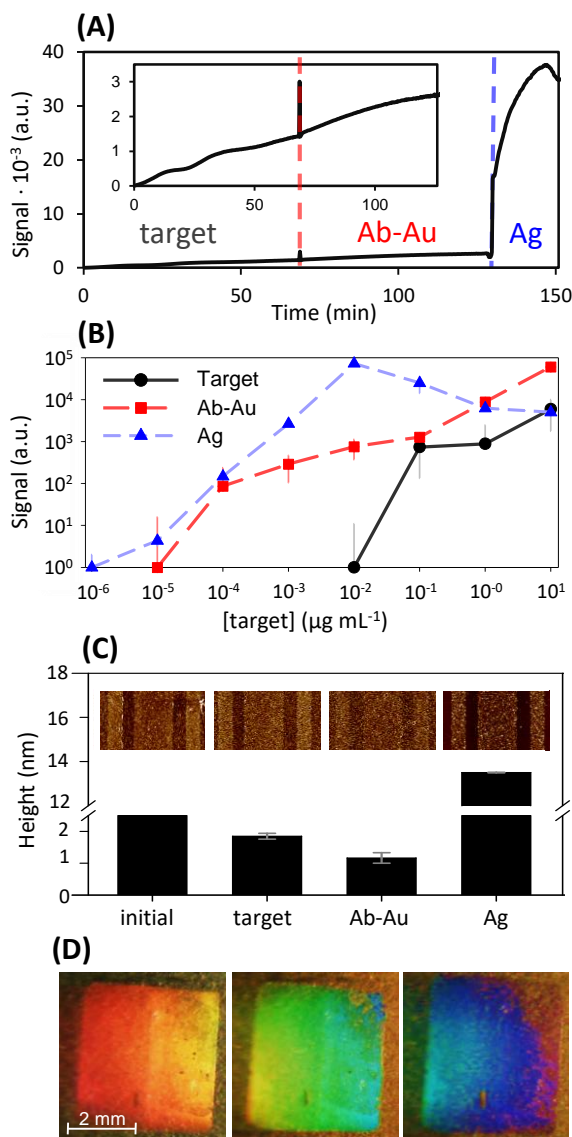 (A)
40
30
20
10
0
Signal · 10⁻³ (a.u.)
3
2
1
0
0 50 100
target Ab-Au Ag
0 50 100 150
Time (min)
(B)
10⁵
10⁴
10³
10²
10¹
10⁰
Signal (a.u.)
Target
Ab-Au
Ag
10⁻⁶ 10⁻⁵ 10⁻⁴ 10⁻³ 10⁻² 10⁻¹ 10⁻⁰ 10¹
[target] (µg mL⁻¹)
(C)
18
16
14
12
2
1
0
Height (nm)
initial target Ab-Au Ag
(D)
2 mm